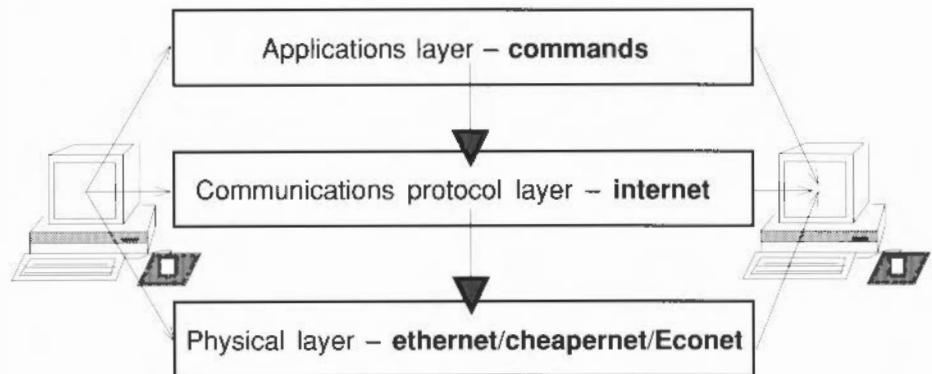 Applications layer – commands
Communications protocol layer – internet
Physical layer – ethernet/cheapernet/Econet